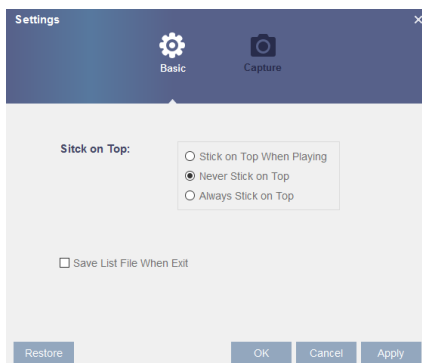 Settings
Basic
Capture
Sitck on Top:
Stick on Top When Playing
Never Stick on Top
Always Stick on Top
Save List File When Exit
Restore
OK
Cancel
Apply